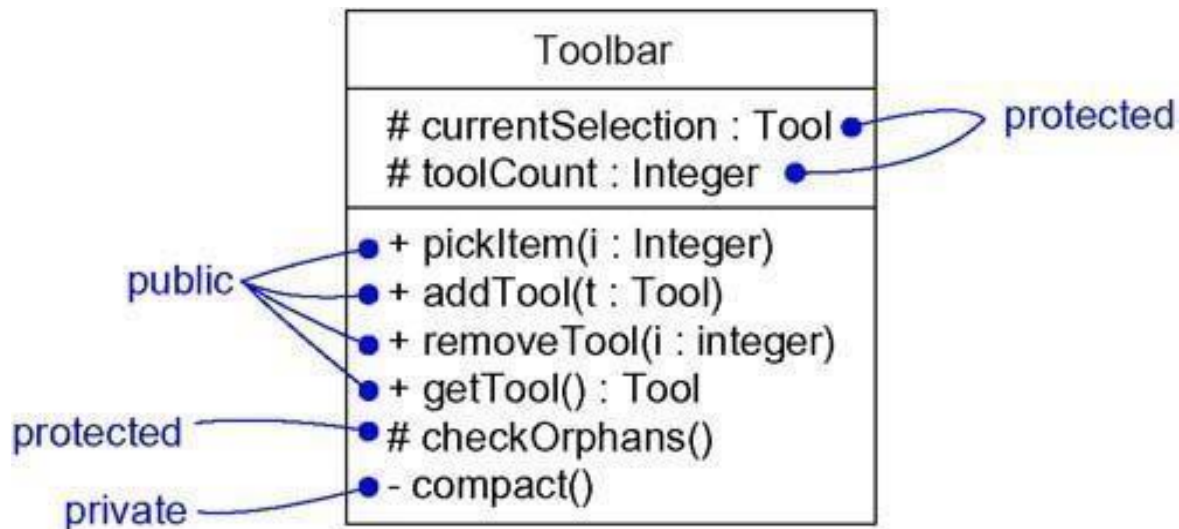 Toolbar
# currentSelection : Tool
protected
# toolCount : Integer
+ pickItem(i : Integer)
public
+ addTool(t : Tool)
+ removeTool(i : integer)
+ getTool() : Tool
protected
# checkOrphans()
- compact()
private